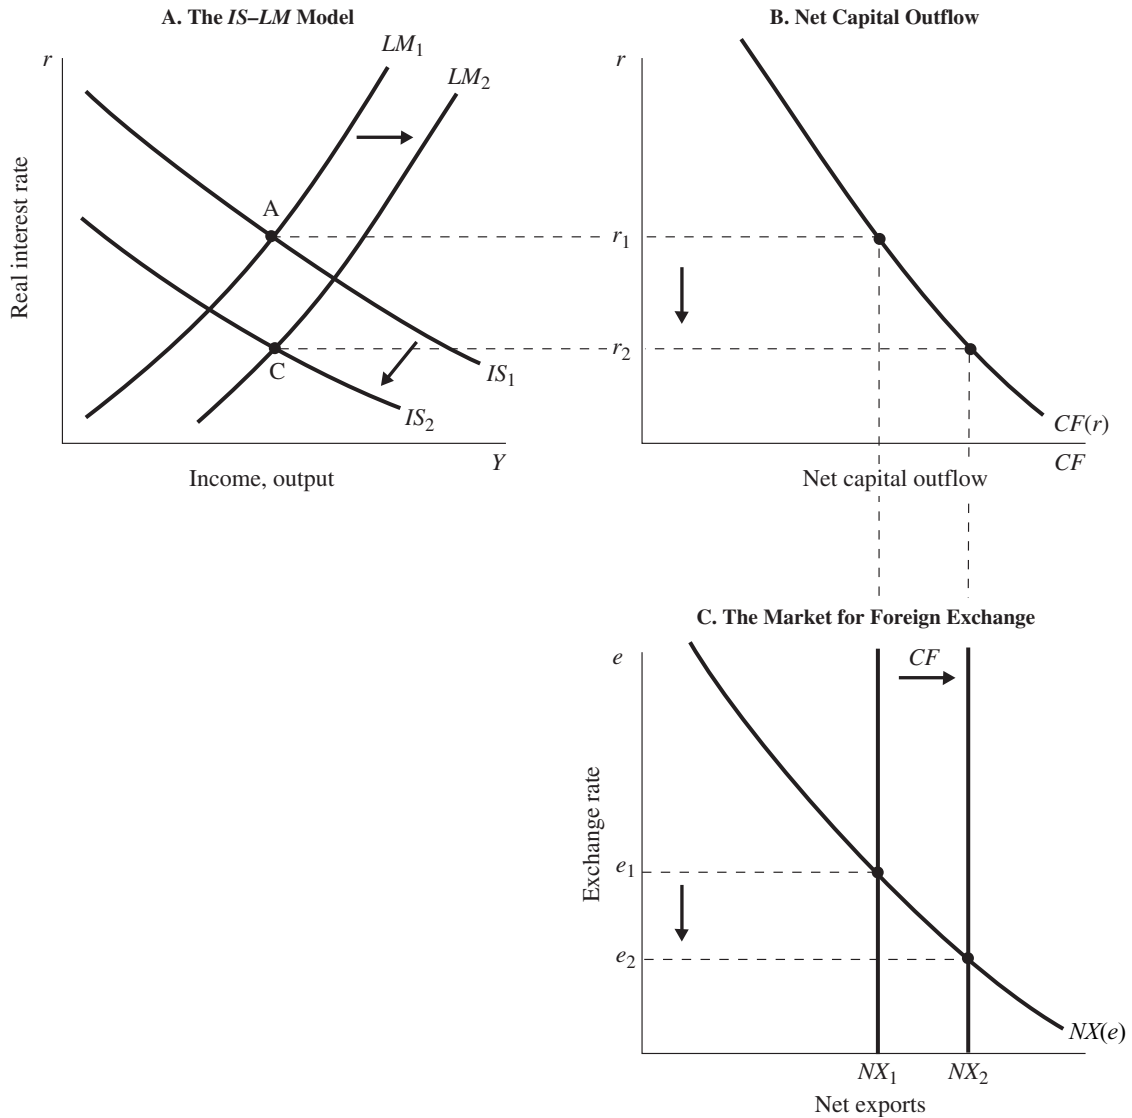 A. The IS–LM Model
r
Real interest rate
LM1
LM2
A
C
IS1
IS2
Y
Income, output
B. Net Capital Outflow
r
r1
r2
CF(r)
CF
Net capital outflow
C. The Market for Foreign Exchange
e
CF
Exchange rate
e1
e2
NX(e)
NX1
NX2
Net exports